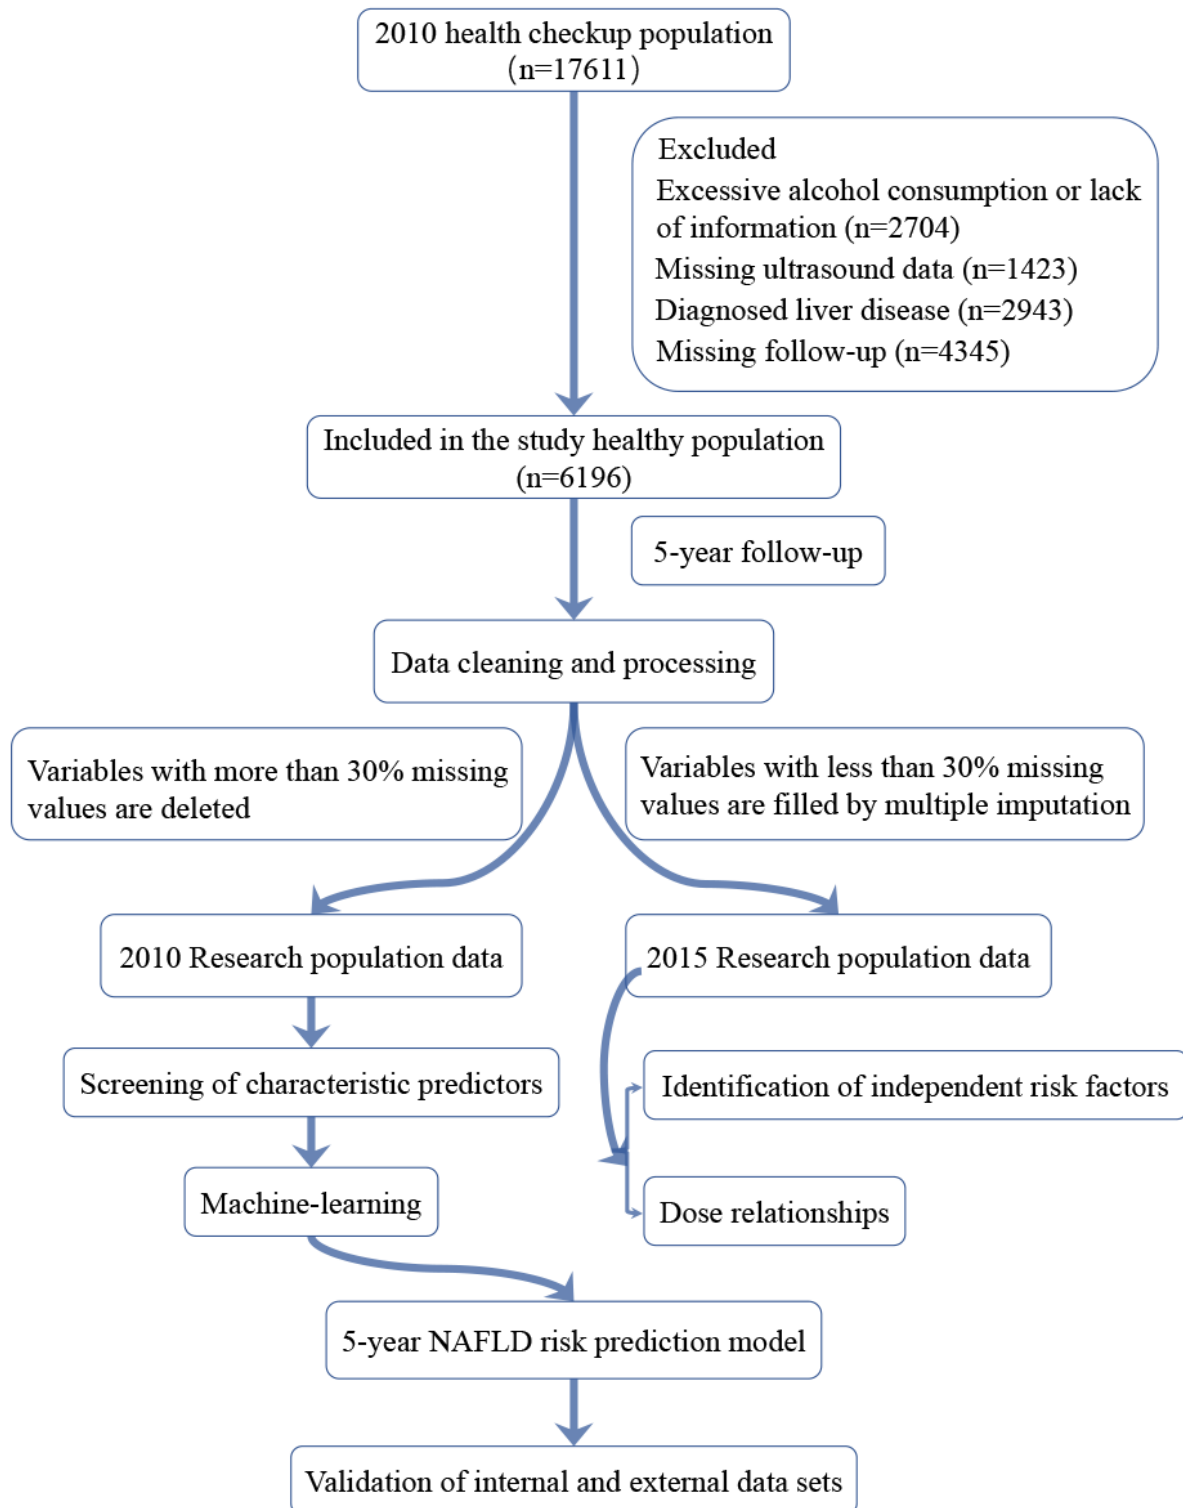 2010 health checkup population
（n=17611）
Excluded
Excessive alcohol consumption or lack
of information (n=2704)
Missing ultrasound data (n=1423)
Diagnosed liver disease (n=2943)
Missing follow-up (n=4345)
Included in the study healthy population
(n=6196)
5-year follow-up
Data cleaning and processing
Variables with more than 30% missing
values are deleted
Variables with less than 30% missing
values are filled by multiple imputation
2010 Research population data
2015 Research population data
Screening of characteristic predictors
Identification of independent risk factors
Machine-learning
Dose relationships
5-year NAFLD risk prediction model
Validation of internal and external data sets